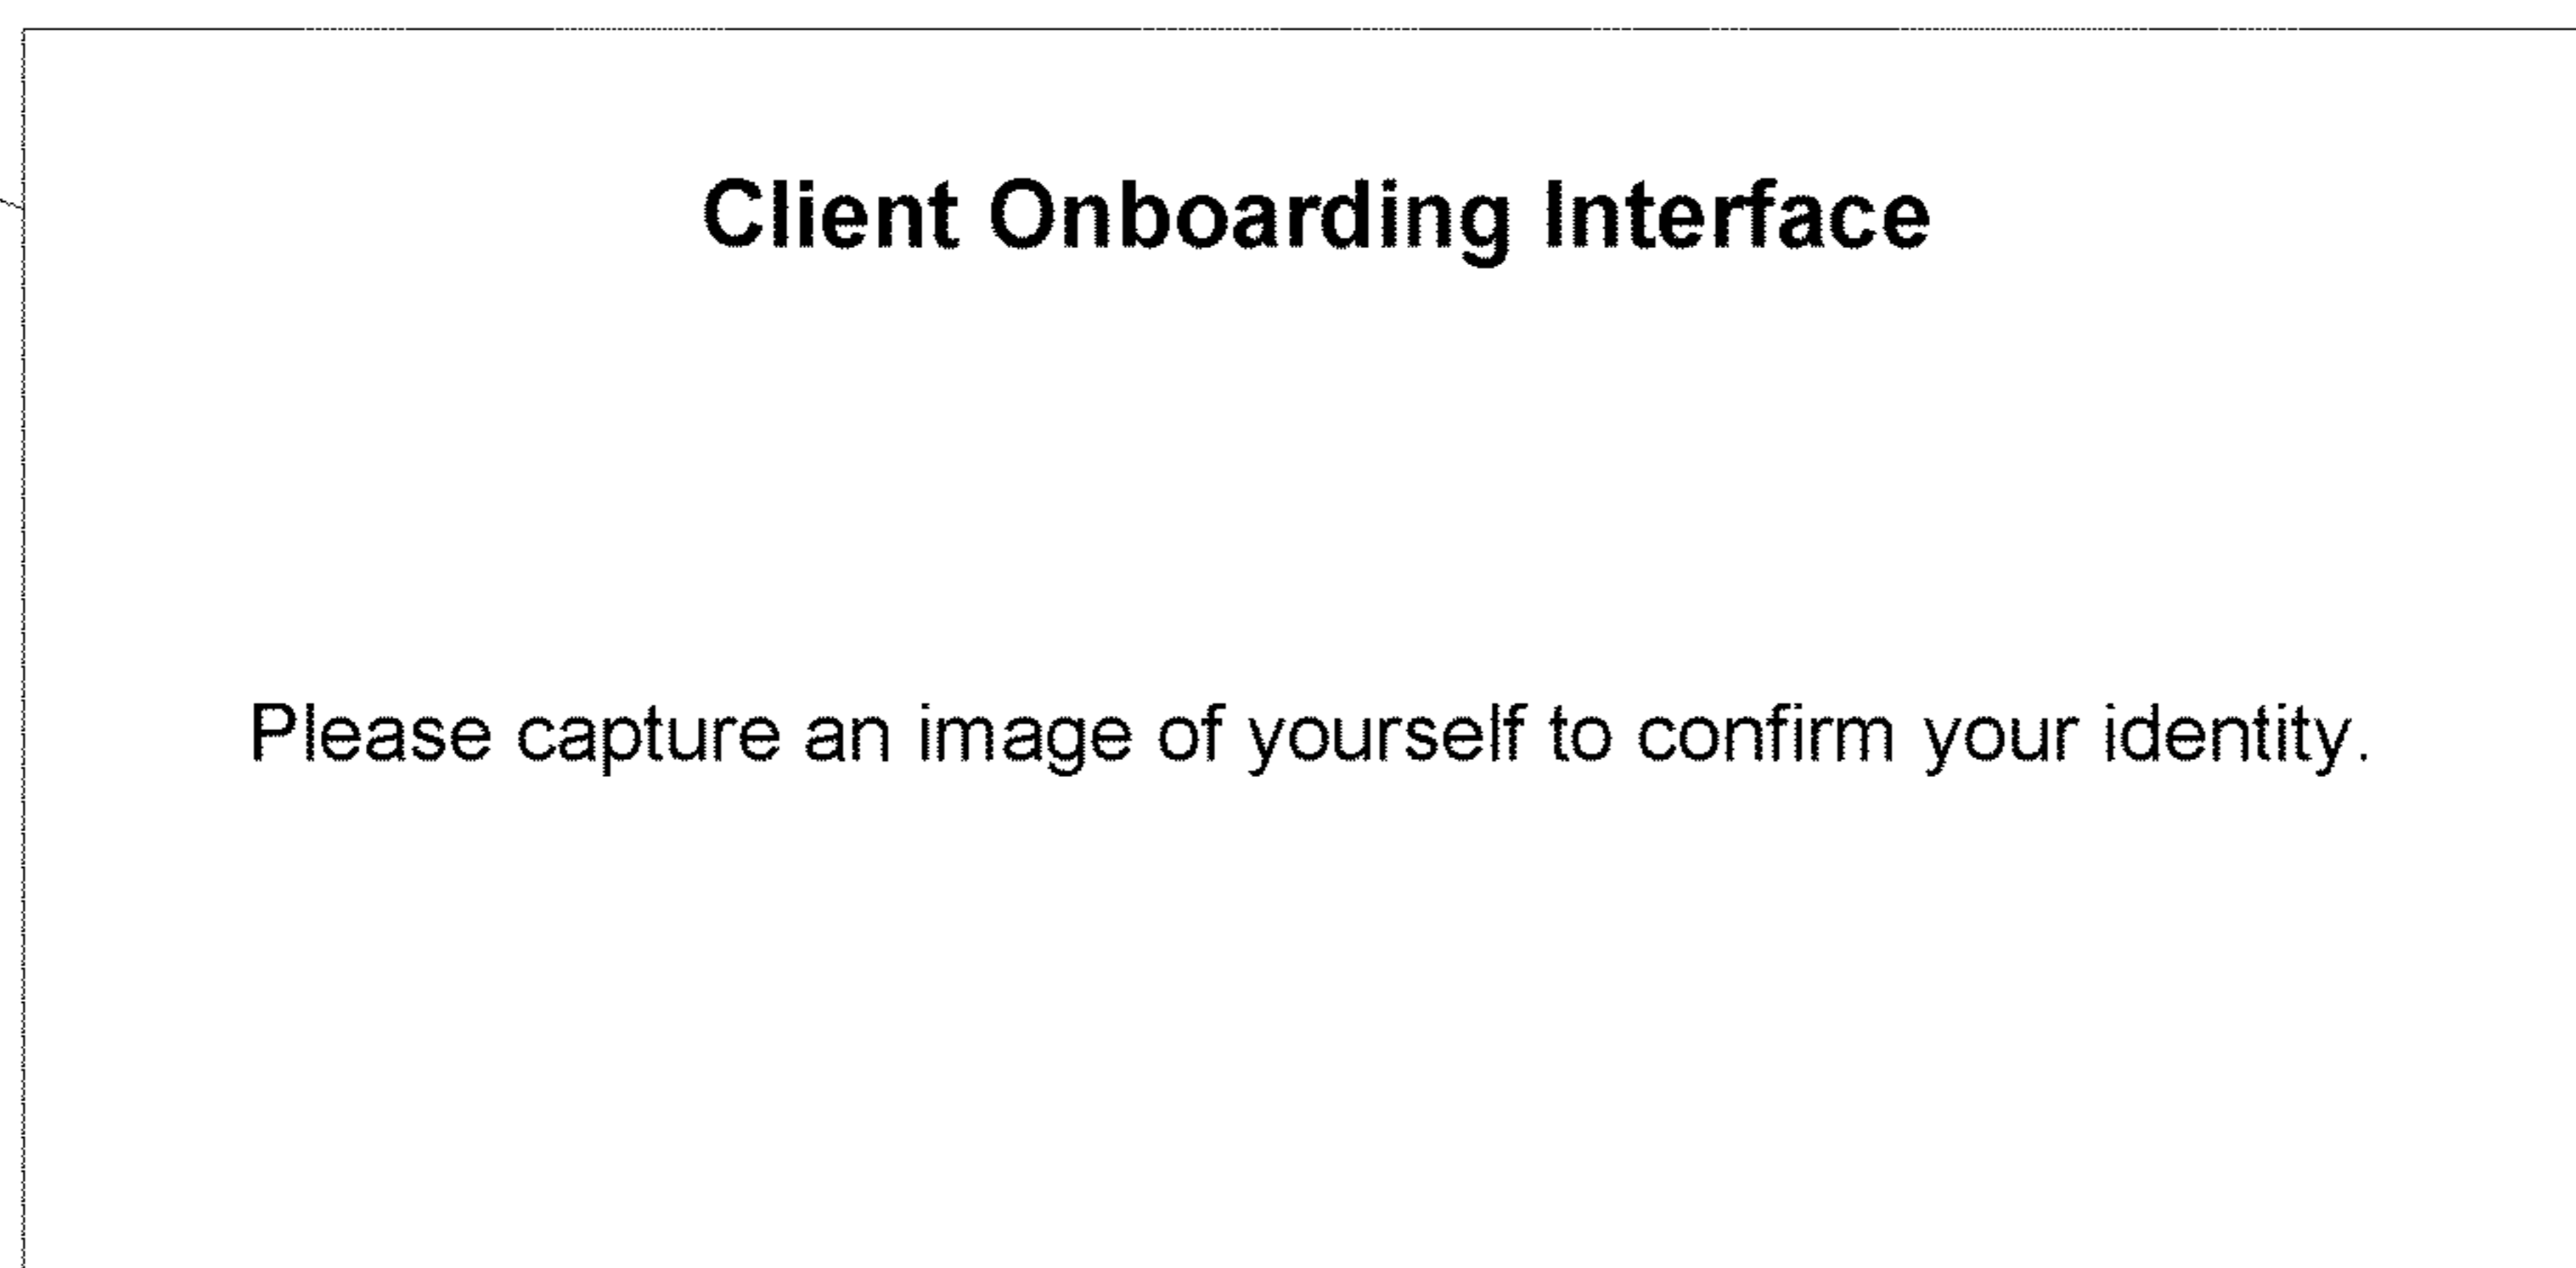 Client Onboarding Interface
Please capture an image of yourself to confirm your identity.